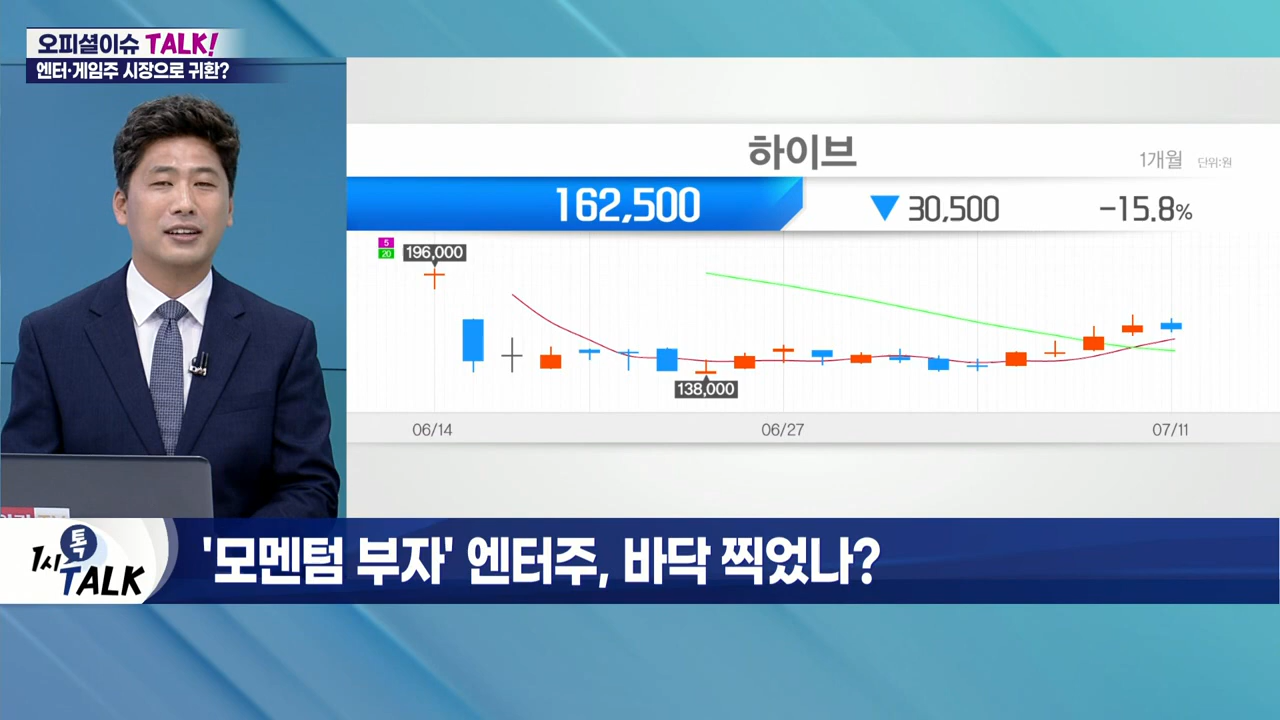 오피셜이슈 TALK!
엔터·게임주 시장으로 귀환?
하이브
1개월 단위:원
162,500 ▼ 30,500 -15.8%
5
20
196,000
138,000
06/14 06/27 07/11
1시 톡 TALK
'모멘텀 부자' 엔터주, 바닥 찍었나?